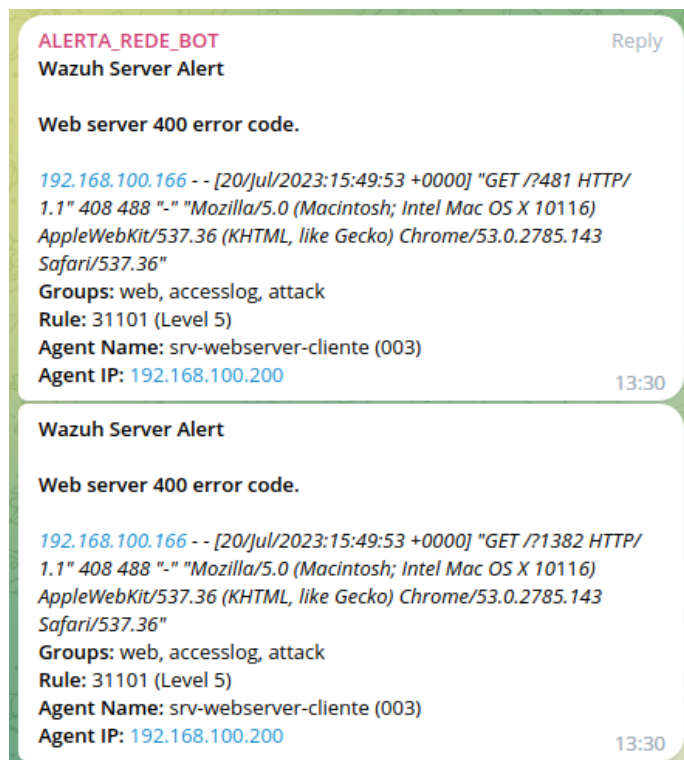 ALERTA_REDE_BOT Reply
Wazuh Server Alert
Web server 400 error code.
192.168.100.166 - - [20/Jul/2023:15:49:53 +0000] "GET /?481 HTTP/
1.1" 408 488 "-" "Mozilla/5.0 (Macintosh; Intel Mac OS X 10116)
AppleWebKit/537.36 (KHTML, like Gecko) Chrome/53.0.2785.143
Safari/537.36"
Groups: web, accesslog, attack
Rule: 31101 (Level 5)
Agent Name: srv-webserver-cliente (003)
Agent IP: 192.168.100.200
13:30
Wazuh Server Alert
Web server 400 error code.
192.168.100.166 - - [20/Jul/2023:15:49:53 +0000] "GET /?1382 HTTP/
1.1" 408 488 "-" "Mozilla/5.0 (Macintosh; Intel Mac OS X 10116)
AppleWebKit/537.36 (KHTML, like Gecko) Chrome/53.0.2785.143
Safari/537.36"
Groups: web, accesslog, attack
Rule: 31101 (Level 5)
Agent Name: srv-webserver-cliente (003)
Agent IP: 192.168.100.200
13:30